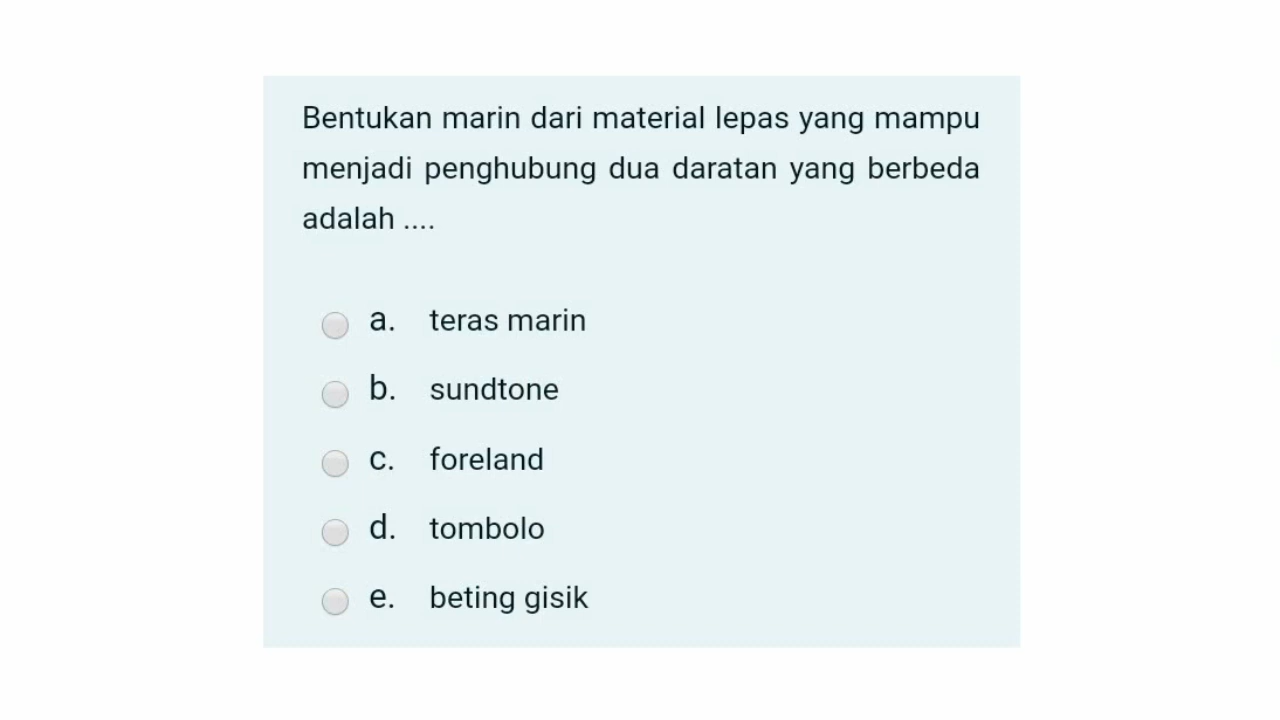 Bentukan marin dari material lepas yang mampu
menjadi penghubung dua daratan yang berbeda
adalah ....
a. teras marin
b. sundtone
c. foreland
d. tombolo
e. beting gisik